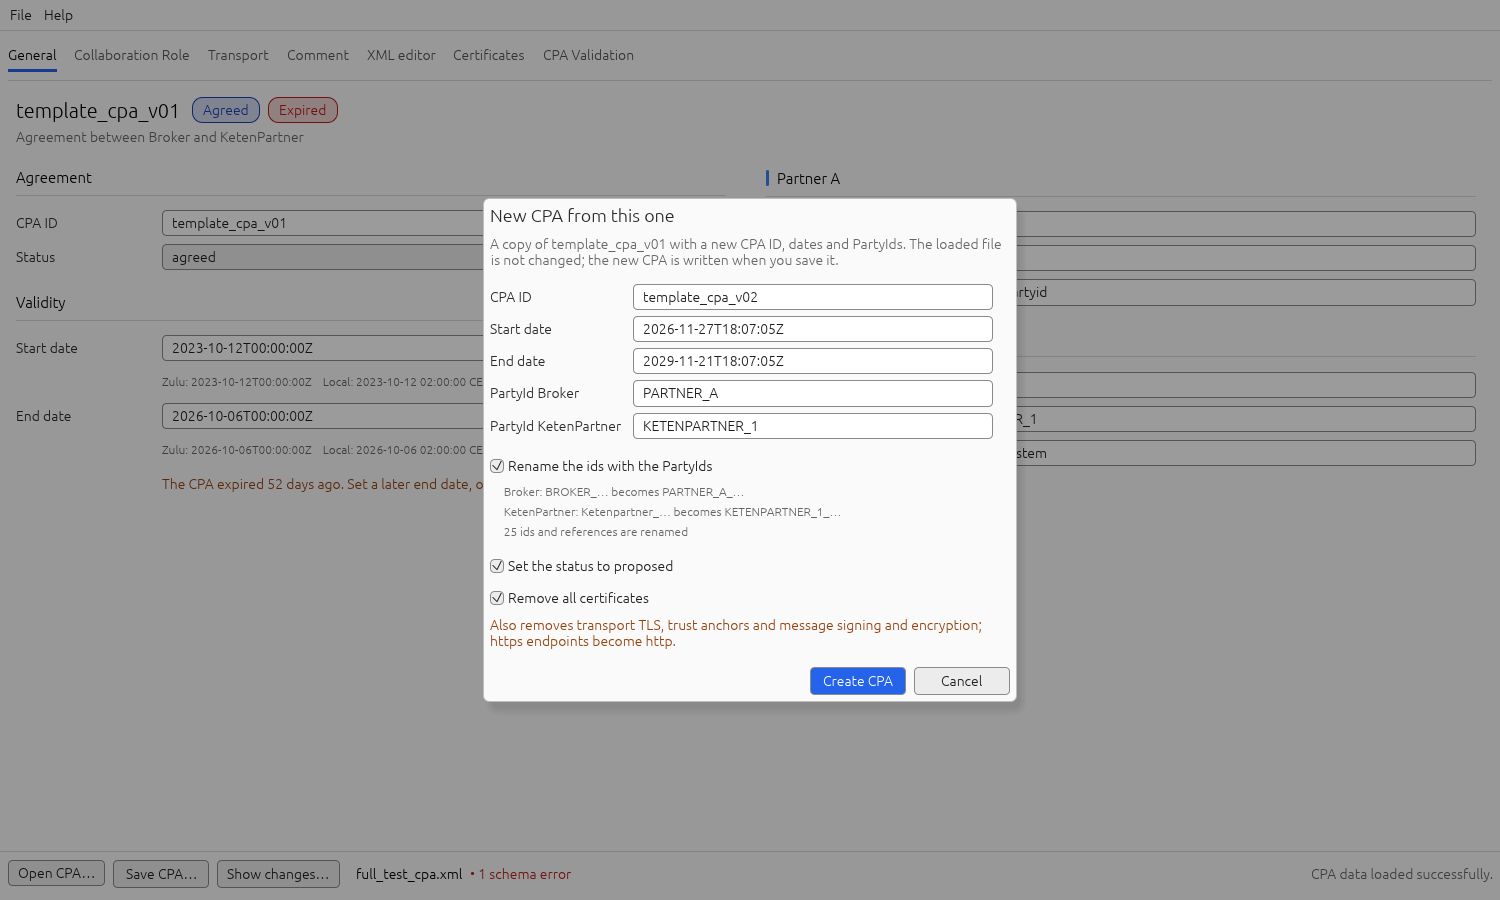 File Help
General Collaboration Role Transport Comment XML editor Certificates CPA Validation
template_cpa_v01 Agreed Expired
Agreement between Broker and KetenPartner
Agreement
CPA ID template_cpa_v01
Status agreed
Validity
Start date 2023-10-12T00:00:00Z
Zulu: 2023-10-12T00:00:00Z Local: 2023-10-12 02:00:00 CE
End date 2026-10-06T00:00:00Z
Zulu: 2026-10-06T00:00:00Z Local: 2026-10-06 02:00:00 CE
The CPA expired 52 days ago. Set a later end date, o
Partner A
rtyid
R_1
stem
New CPA from this one
A copy of template_cpa_v01 with a new CPA ID, dates and PartyIds. The loaded file
is not changed; the new CPA is written when you save it.
CPA ID template_cpa_v02
Start date 2026-11-27T18:07:05Z
End date 2029-11-21T18:07:05Z
PartyId Broker PARTNER_A
PartyId KetenPartner KETENPARTNER_1
Rename the ids with the PartyIds
Broker: BROKER_... becomes PARTNER_A_...
KetenPartner: Ketenpartner_... becomes KETENPARTNER_1_...
25 ids and references are renamed
Set the status to proposed
Remove all certificates
Also removes transport TLS, trust anchors and message signing and encryption;
https endpoints become http.
Create CPA Cancel
Open CPA... Save CPA... Show changes... full_test_cpa.xml • 1 schema error CPA data loaded successfully.